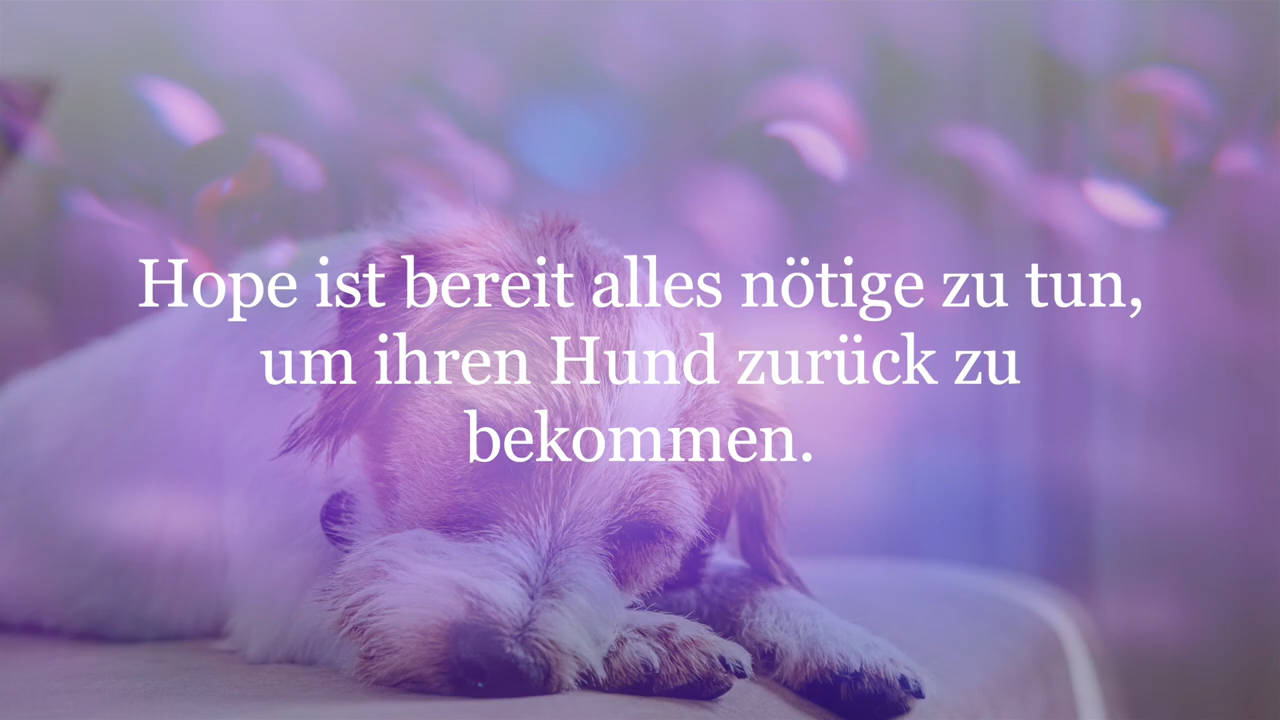 Hope ist bereit alles nötige zu tun,
um ihren Hund zurück zu
bekommen.